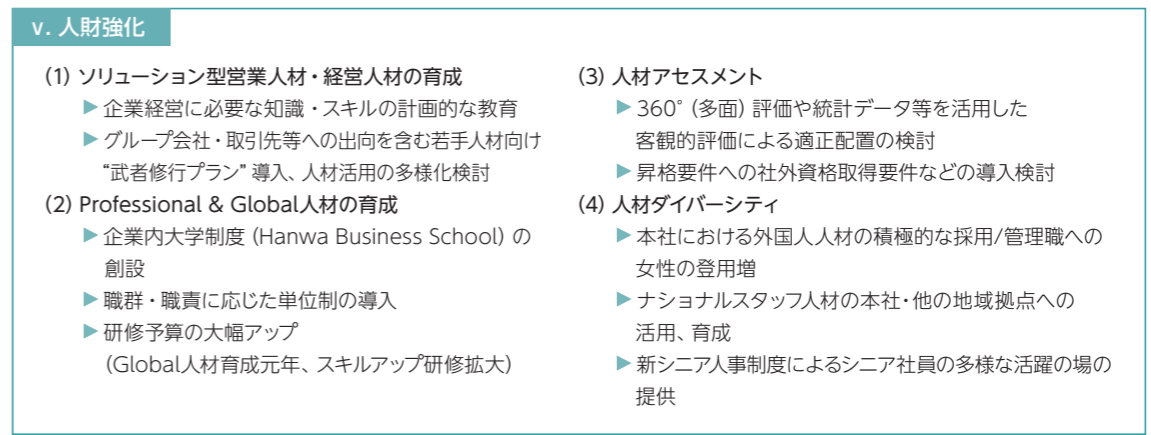 v. 人財強化
(1) ソリューション型営業人材・経営人材の育成
▶企業経営に必要な知識・スキルの計画的な教育
▶グループ会社・取引先等への出向を含む若手人材向け
“武者修行プラン” 導入、人材活用の多様化検討
(2) Professional & Global人材の育成
▶企業内大学制度 (Hanwa Business School) の
創設
▶職群・職責に応じた単位制の導入
▶研修予算の大幅アップ
(Global人材育成元年、スキルアップ研修拡大)
(3) 人材アセスメント
▶360° (多面) 評価や統計データ等を活用した
客観的評価による適正配置の検討
▶昇格要件への社外資格取得要件などの導入検討
(4) 人材ダイバーシティ
▶本社における外国人人材の積極的な採用/管理職への
女性の登用増
▶ナショナルスタッフ人材の本社・他の地域拠点への
活用、育成
▶新シニア人事制度によるシニア社員の多様な活躍の場の
提供